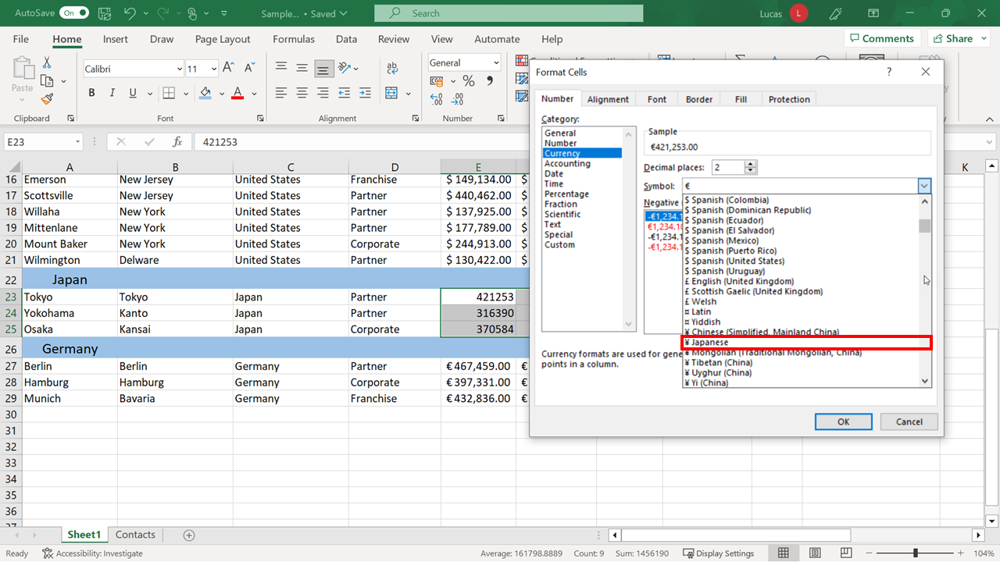 AutoSave On Sample... • Saved Search Lucas L
File Home Insert Draw Page Layout Formulas Data Review View Automate Help Comments Share
Paste Calibri 11 General
B I U A
Clipboard Font Alignment Number
E23 421253
A B C D E K
16 Emerson New Jersey United States Franchise $ 149,134.00 $
17 Scottsville New Jersey United States Partner $ 440,462.00 $
18 Willaha New York United States Partner $ 137,925.00 $
19 Mittenlane New York United States Partner $ 177,789.00 $
20 Mount Baker New York United States Corporate $ 244,913.00 $
21 Wilmington Delware United States Partner $ 130,422.00 $
22 Japan
23 Tokyo Tokyo Japan Partner 421253
24 Yokohama Kanto Japan Partner 316390
25 Osaka Kansai Japan Corporate 370584
26 Germany
27 Berlin Berlin Germany Partner € 467,459.00 €
28 Hamburg Hamburg Germany Corporate € 397,331.00 €
29 Munich Bavaria Germany Franchise € 432,836.00 €
30
31
32
33
34
35
36
Format Cells ?
Number Alignment Font Border Fill Protection
Category:
General
Number
Currency
Accounting
Date
Time
Percentage
Fraction
Scientific
Text
Special
Custom
Sample
€421,253.00
Decimal places: 2
Symbol: €
Negative
-€1,234.1
€1,234.10
-€1,234.1
-€1,234.1
$ Spanish (Colombia)
$ Spanish (Dominican Republic)
$ Spanish (Ecuador)
$ Spanish (El Salvador)
$ Spanish (Mexico)
$ Spanish (Puerto Rico)
$ Spanish (United States)
$ Spanish (Uruguay)
£ English (United Kingdom)
£ Scottish Gaelic (United Kingdom)
£ Welsh
¤ Latin
¤ Yiddish
¥ Chinese (Simplified, Mainland China)
¥ Japanese
¥ Mongolian (Traditional Mongolian, China)
¥ Tibetan (China)
¥ Uyghur (China)
¥ Yi (China)
Currency formats are used for gene
points in a column.
OK Cancel
Sheet1 Contacts
Ready Accessibility: Investigate Average: 161798.8889 Count: 9 Sum: 1456190 Display Settings 104%